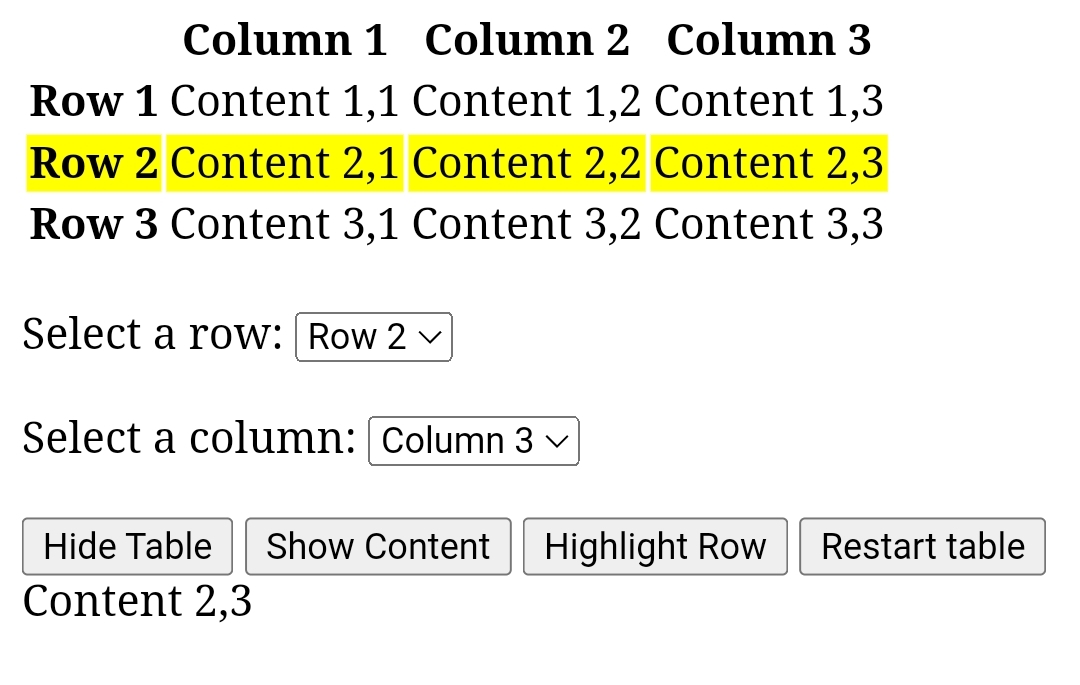 Column 1 Column 2 Column 3
Row 1 Content 1,1 Content 1,2 Content 1,3
Row 2 Content 2,1 Content 2,2 Content 2,3
Row 3 Content 3,1 Content 3,2 Content 3,3
Select a row: Row 2
Select a column: Column 3
Hide Table Show Content Highlight Row Restart table
Content 2,3